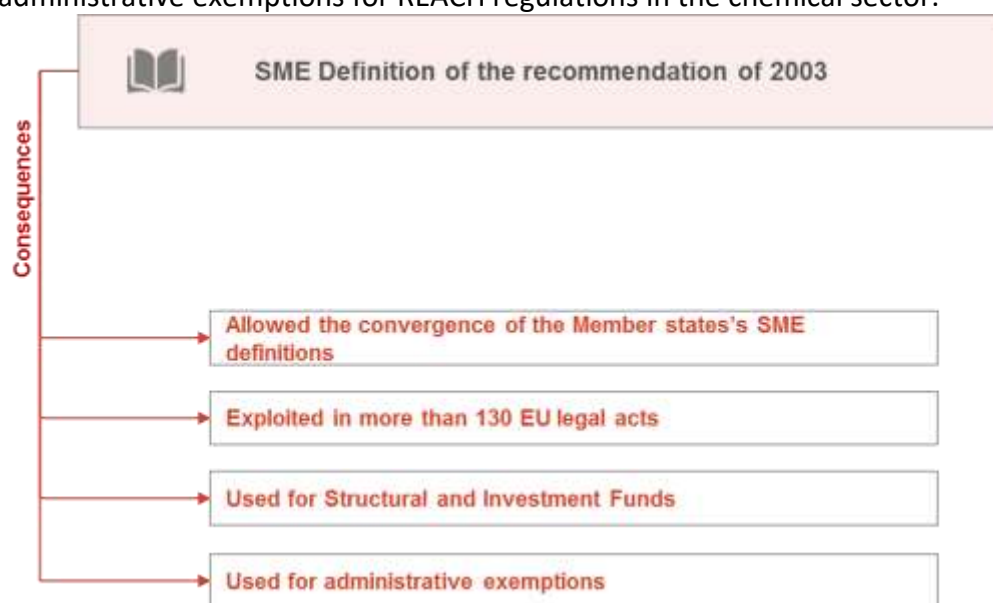 administrative exemptions for REACH regulations in the chemical sector.
SME Definition of the recommendation of 2003
Consequences
Allowed the convergence of the Member states's SME
definitions
Exploited in more than 130 EU legal acts
Used for Structural and Investment Funds
Used for administrative exemptions